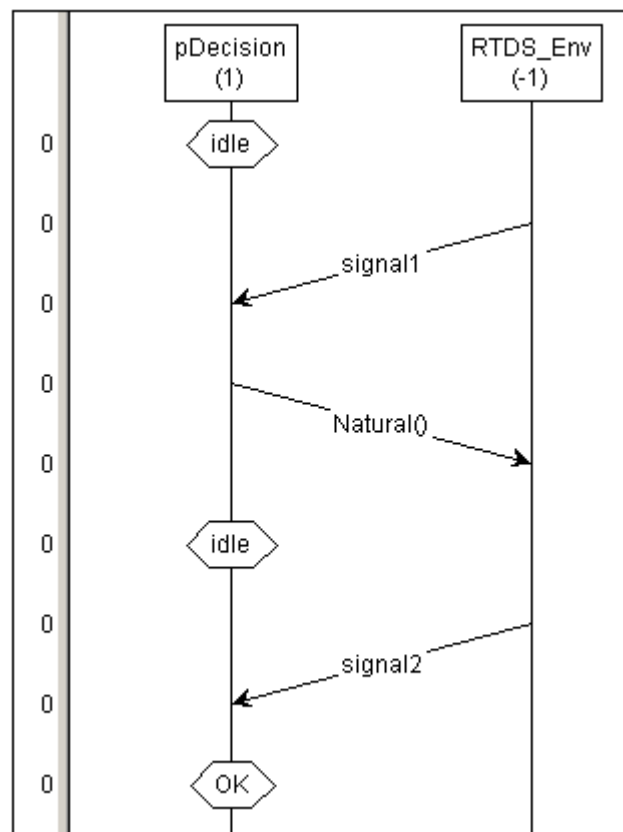 pDecision
(1)
RTDS_Env
(-1)
0
idle
0
signal1
0
0
Natural()
0
0
idle
0
signal2
0
0
OK